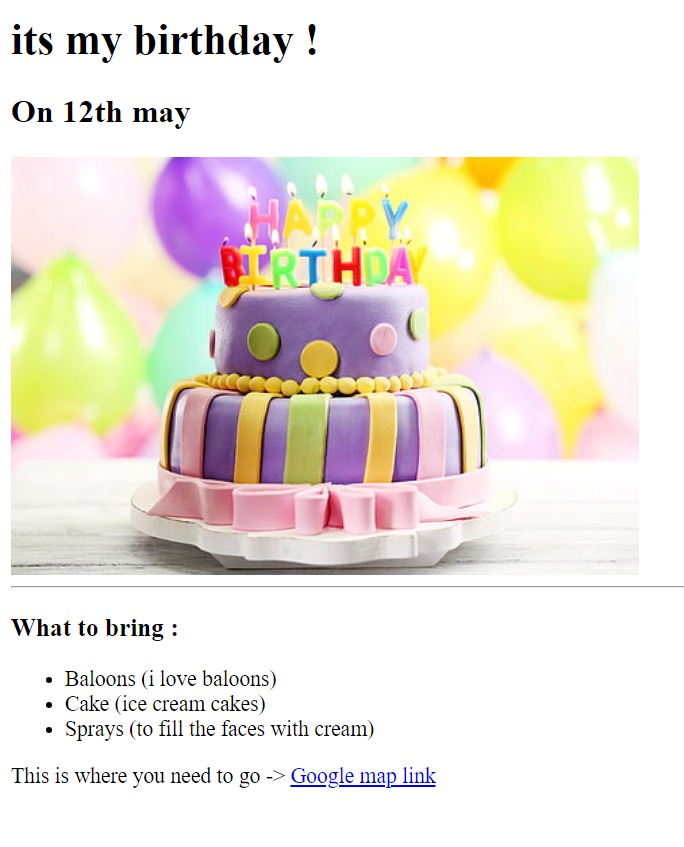 its my birthday !
On 12th may
HAPPY
BIRTHDAY
What to bring :
Baloons (i love baloons)
Cake (ice cream cakes)
Sprays (to fill the faces with cream)
This is where you need to go -> Google map link